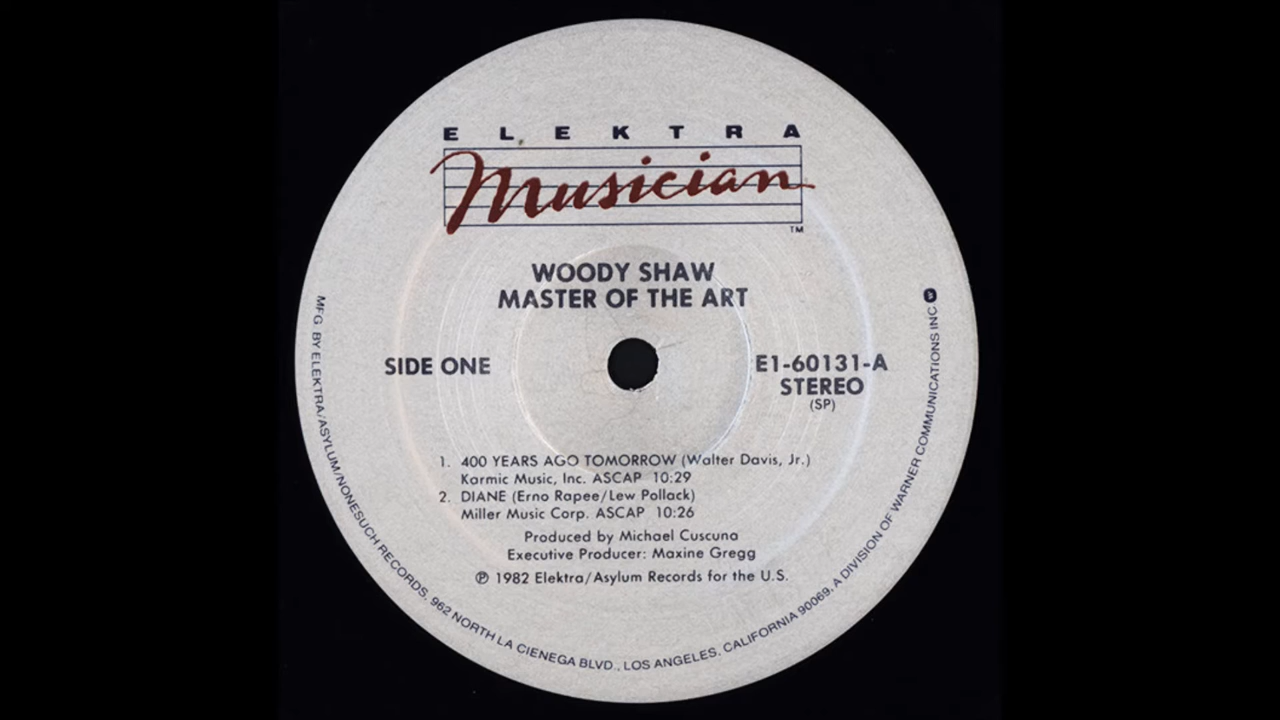 ELEKTRA
Musician
TM
WOODY SHAW
MASTER OF THE ART
SIDE ONE
E1-60131-A
STEREO
(SP)
1. 400 YEARS AGO TOMORROW (Walter Davis, Jr.)
Karmic Music, Inc. ASCAP 10:29
2. DIANE (Erno Rapee/Lew Pollack)
Miller Music Corp. ASCAP 10:26
Produced by Michael Cuscuna
Executive Producer: Maxine Gregg
℗ 1982 Elektra/Asylum Records for the U.S.
MFG. BY ELEKTRA/ASYLUM/NONESUCH RECORDS, 962 NORTH LA CIENEGA BLVD., LOS ANGELES, CALIFORNIA 90069. A DIVISION OF WARNER COMMUNICATIONS INC